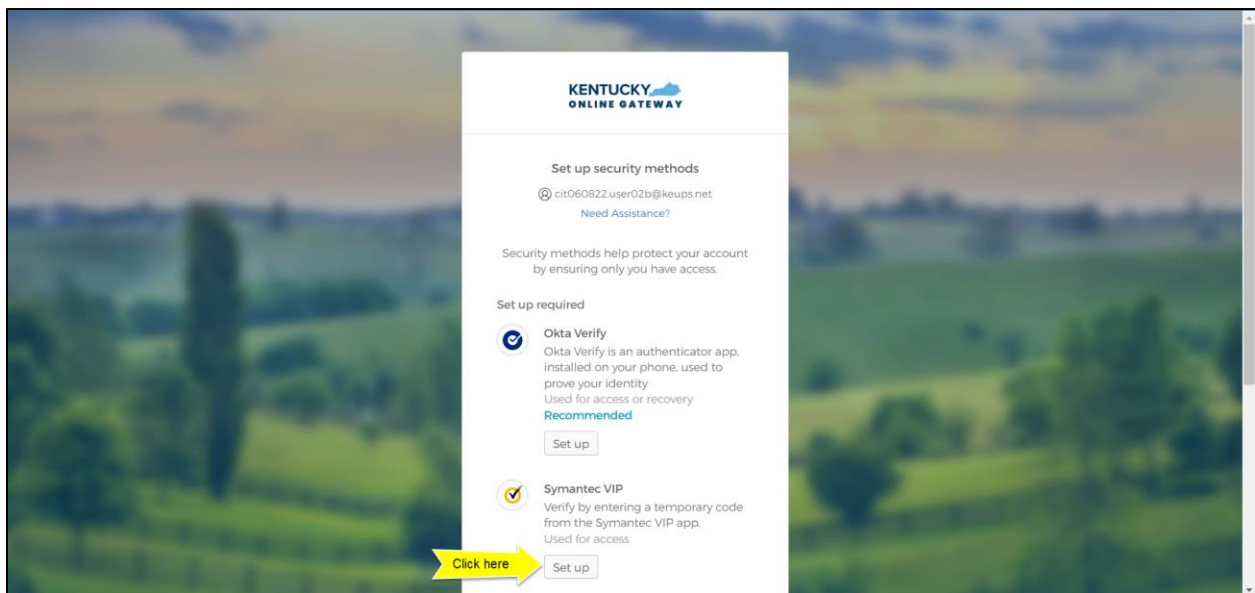 KENTUCKY
ONLINE GATEWAY
Set up security methods
cit060822.user02b@keups.net
Need Assistance?
Security methods help protect your account
by ensuring only you have access.
Set up required
Okta Verify
Okta Verify is an authenticator app,
installed on your phone, used to
prove your identity
Used for access or recovery
Recommended
Set up
Symantec VIP
Verify by entering a temporary code
from the Symantec VIP app.
Used for access
Click here
Set up